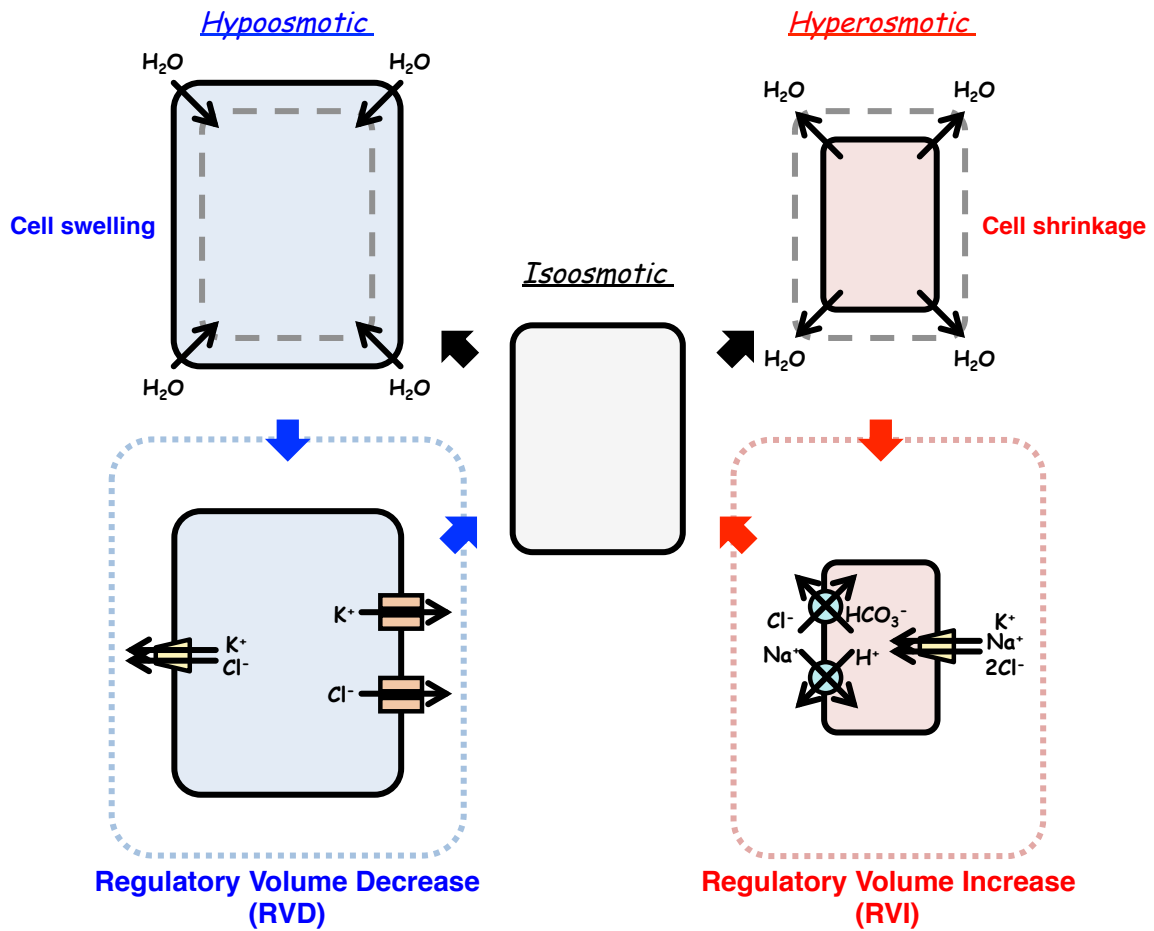 Hypoosmotic
Hyperosmotic
H₂O
H₂O
H₂O
H₂O
Cell swelling
Cell shrinkage
Isoosmotic
H₂O
H₂O
H₂O
H₂O
K⁺
K⁺
Cl⁻
Cl⁻
Cl⁻
HCO₃⁻
Na⁺
H⁺
K⁺
Na⁺
2Cl⁻
Regulatory Volume Decrease
(RVD)
Regulatory Volume Increase
(RVI)